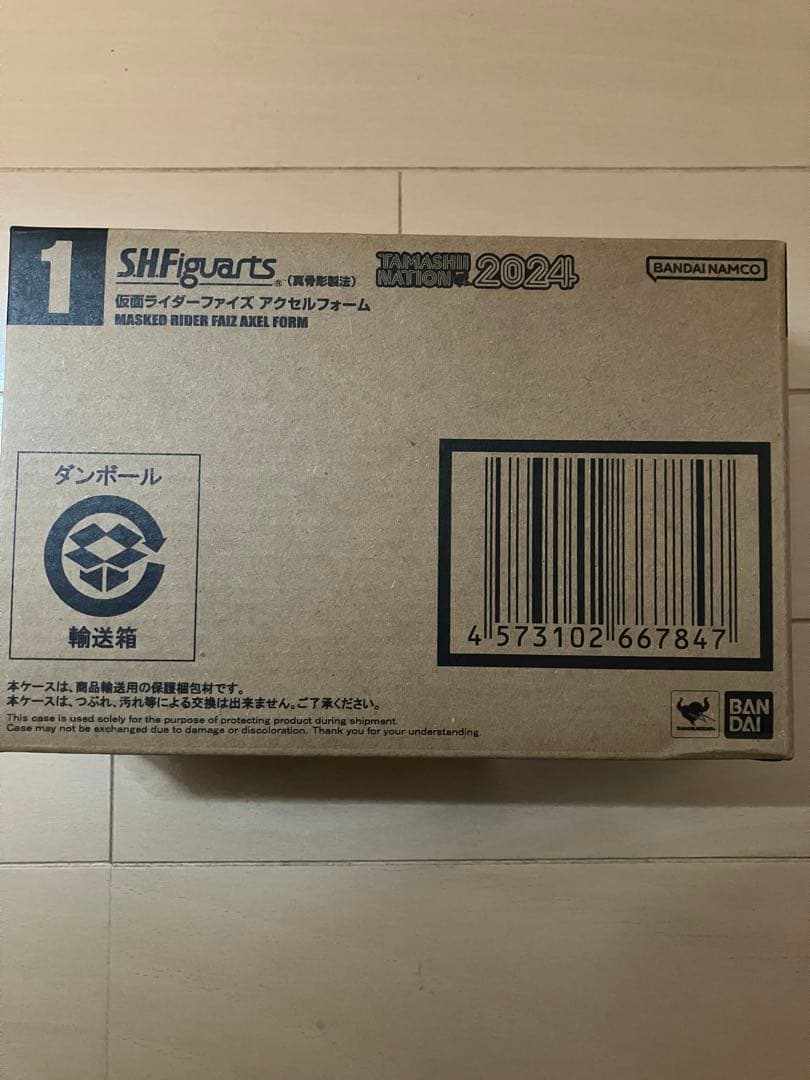 1
S.H.Figuarts®(真骨彫製法)
TAMASHII NATION 2024
BANDAI NAMCO
仮面ライダーファイズ アクセルフォーム
MASKED RIDER FAIZ AXEL FORM
ダンボール
輸送箱
4 573102 667847
本ケースは、商品輸送用の保護梱包材です。
本ケースは、つぶれ、汚れ等による交換は出来ません。ご了承ください。
This case is used solely for the purpose of protecting product during shipment.
Case may not be exchanged due to damage or discoloration. Thank you for your understanding.
BAN
DAI